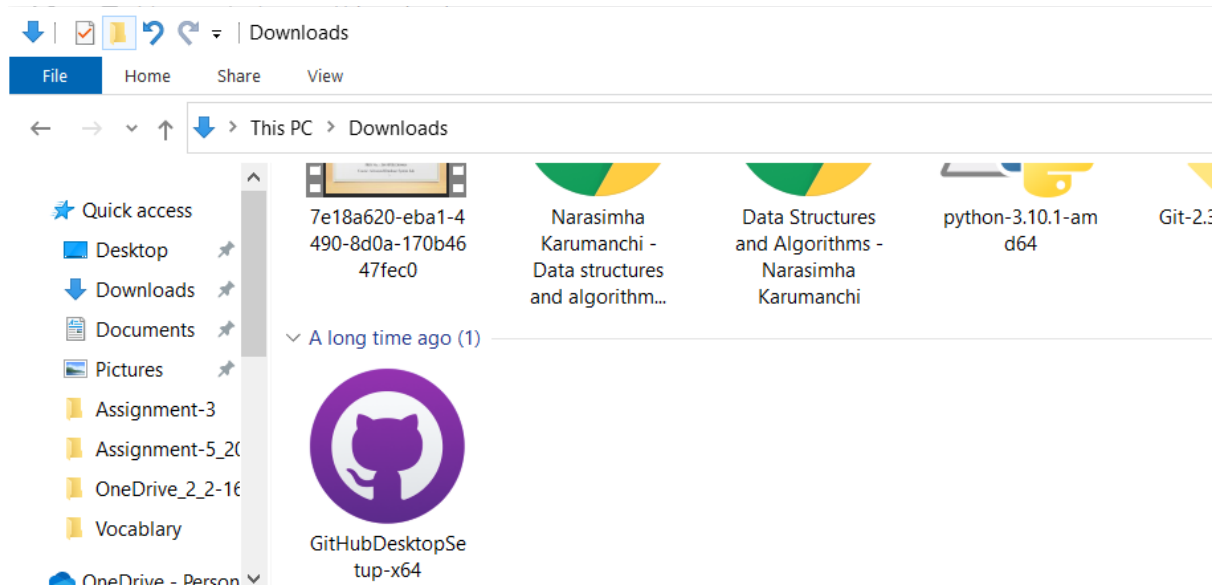 Downloads
File Home Share View
This PC > Downloads
Quick access
Desktop
Downloads
Documents
Pictures
Assignment-3
Assignment-5_20
OneDrive_2_2-16
Vocablary
OneDrive - Person
7e18a620-eba1-4
490-8d0a-170b46
47fec0
Narasimha
Karumanchi -
Data structures
and algorithm...
Data Structures
and Algorithms -
Narasimha
Karumanchi
python-3.10.1-am
d64
Git-2.3
A long time ago (1)
GitHubDesktopSe
tup-x64